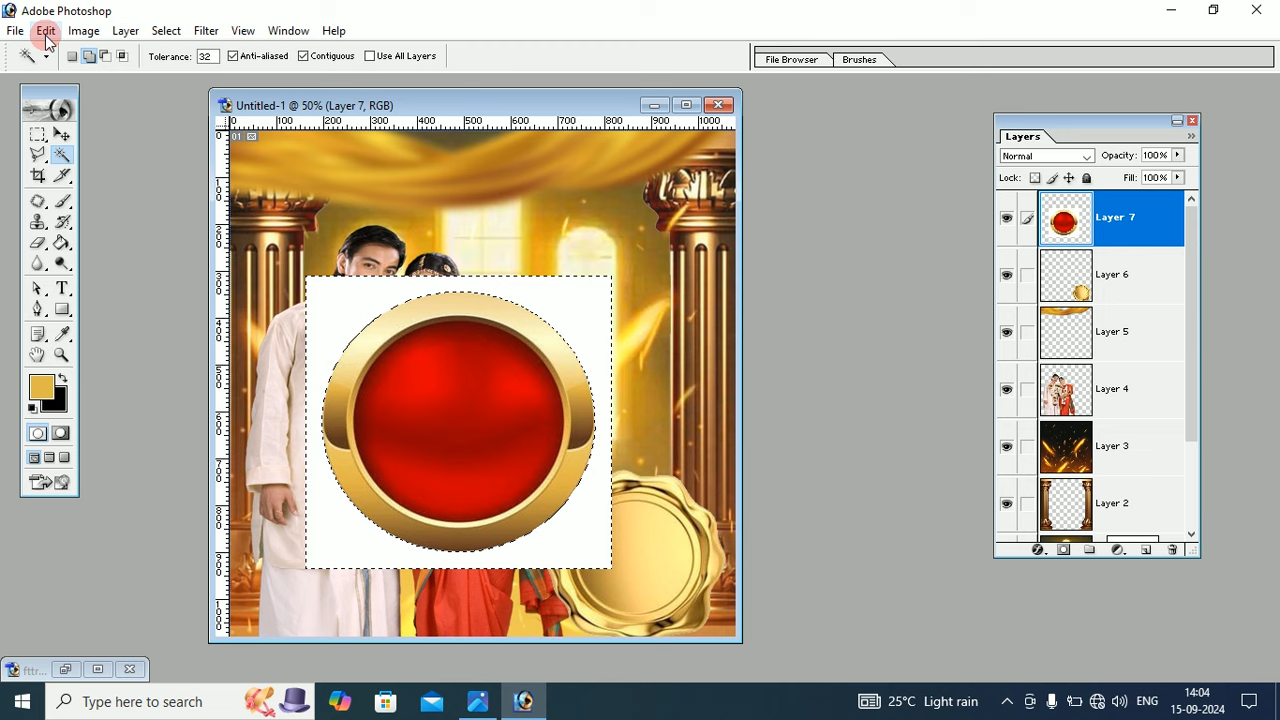 Adobe Photoshop
File Edit Image Layer Select Filter View Window Help
Tolerance: 32 Anti-aliased Contiguous Use All Layers
File Browser Brushes
Untitled-1 @ 50% (Layer 7, RGB)
0 100 200 300 400 500 600 700 800 900 1000
01
Layers
Normal Opacity: 100%
Lock: Fill: 100%
Layer 7
Layer 6
Layer 5
Layer 4
Layer 3
Layer 2
fttr...
Type here to search
25°C Light rain
ENG
14:04
15-09-2024